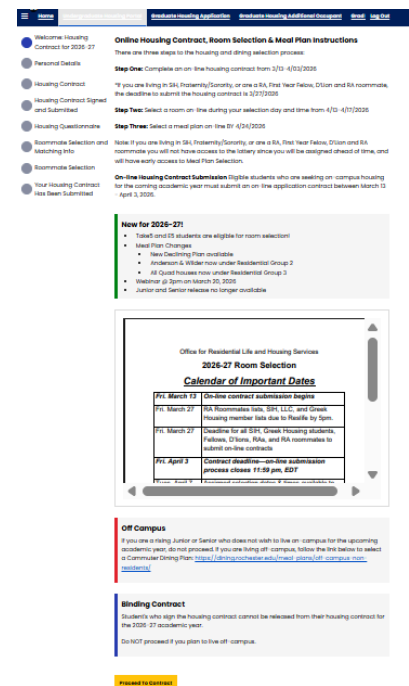 Home
Graduate Housing Application Graduate Housing Additional Occupant Grad Log Out
Welcome: Housing
Contract for 2026-27
Personal Details
Housing Contract
Housing Contract Signed
and Submitted
Housing Questionnaire
Roommate Selection and
Matching Info
Roommate Selection
Your Housing Contract
Has Been Submitted
Online Housing Contract, Room Selection & Meal Plan Instructions
There are three steps to the housing and dining selection process:
Step One: Complete an on-line housing contract from 3/13-4/03/2026
*If you are living in SIH, Fraternity/Sorority, or are a RA, First Year Fellow, D'Lion and RA roommate,
the deadline to submit the housing contract is 3/27/2026
Step Two: Select a room on-line during your selection day and time from 4/13-4/17/2026
Step Three: Select a meal plan on-line BY 4/24/2026
Note: If you are living in SIH, Fraternity/Sorority, or are a RA, First Year Fellow, D'Lion and RA
roommate you will not have access to the lottery since you will be assigned ahead of time, and
will have early access to Meal Plan Selection.
On-line Housing Contract Submission Eligible students who are seeking on-campus housing
for the coming academic year must submit an on-line application contract between March 13
- April 3, 2026.
New for 2026-27!
Take5 and E5 students are eligible for room selection!
Meal Plan Changes
New Declining Plan available
Anderson & Wilder now under Residential Group 2
All Quad houses now under Residential Group 3
Webinar @ 2pm on March 20, 2026
Junior and Senior release no longer available
Office for Residential Life and Housing Services
2026-27 Room Selection
Calendar of Important Dates
Fri. March 13 On-line contract submission begins
Fri. March 27 RA Roommates lists, SIH, LLC, and Greek
Housing member lists due to Reslife by 5pm.
Fri. March 27 Deadline for all SIH, Greek Housing students,
Fellows, D'lions, RAs, and RA roommates to
submit on-line contracts
Fri. April 3 Contract deadline—on-line submission
process closes 11:59 pm, EDT
Off Campus
If you are a rising Junior or Senior who does not wish to live on-campus for the upcoming
academic year, do not proceed. If you are living off-campus, follow the link below to select
a Commuter Dining Plan: https://dining.rochester.edu/meal-plans/off-campus-non-
residents/
Binding Contract
Student's who sign the housing contract cannot be released from their housing contract for
the 2026-27 academic year.
Do NOT proceed if you plan to live off-campus.
Proceed to Contract